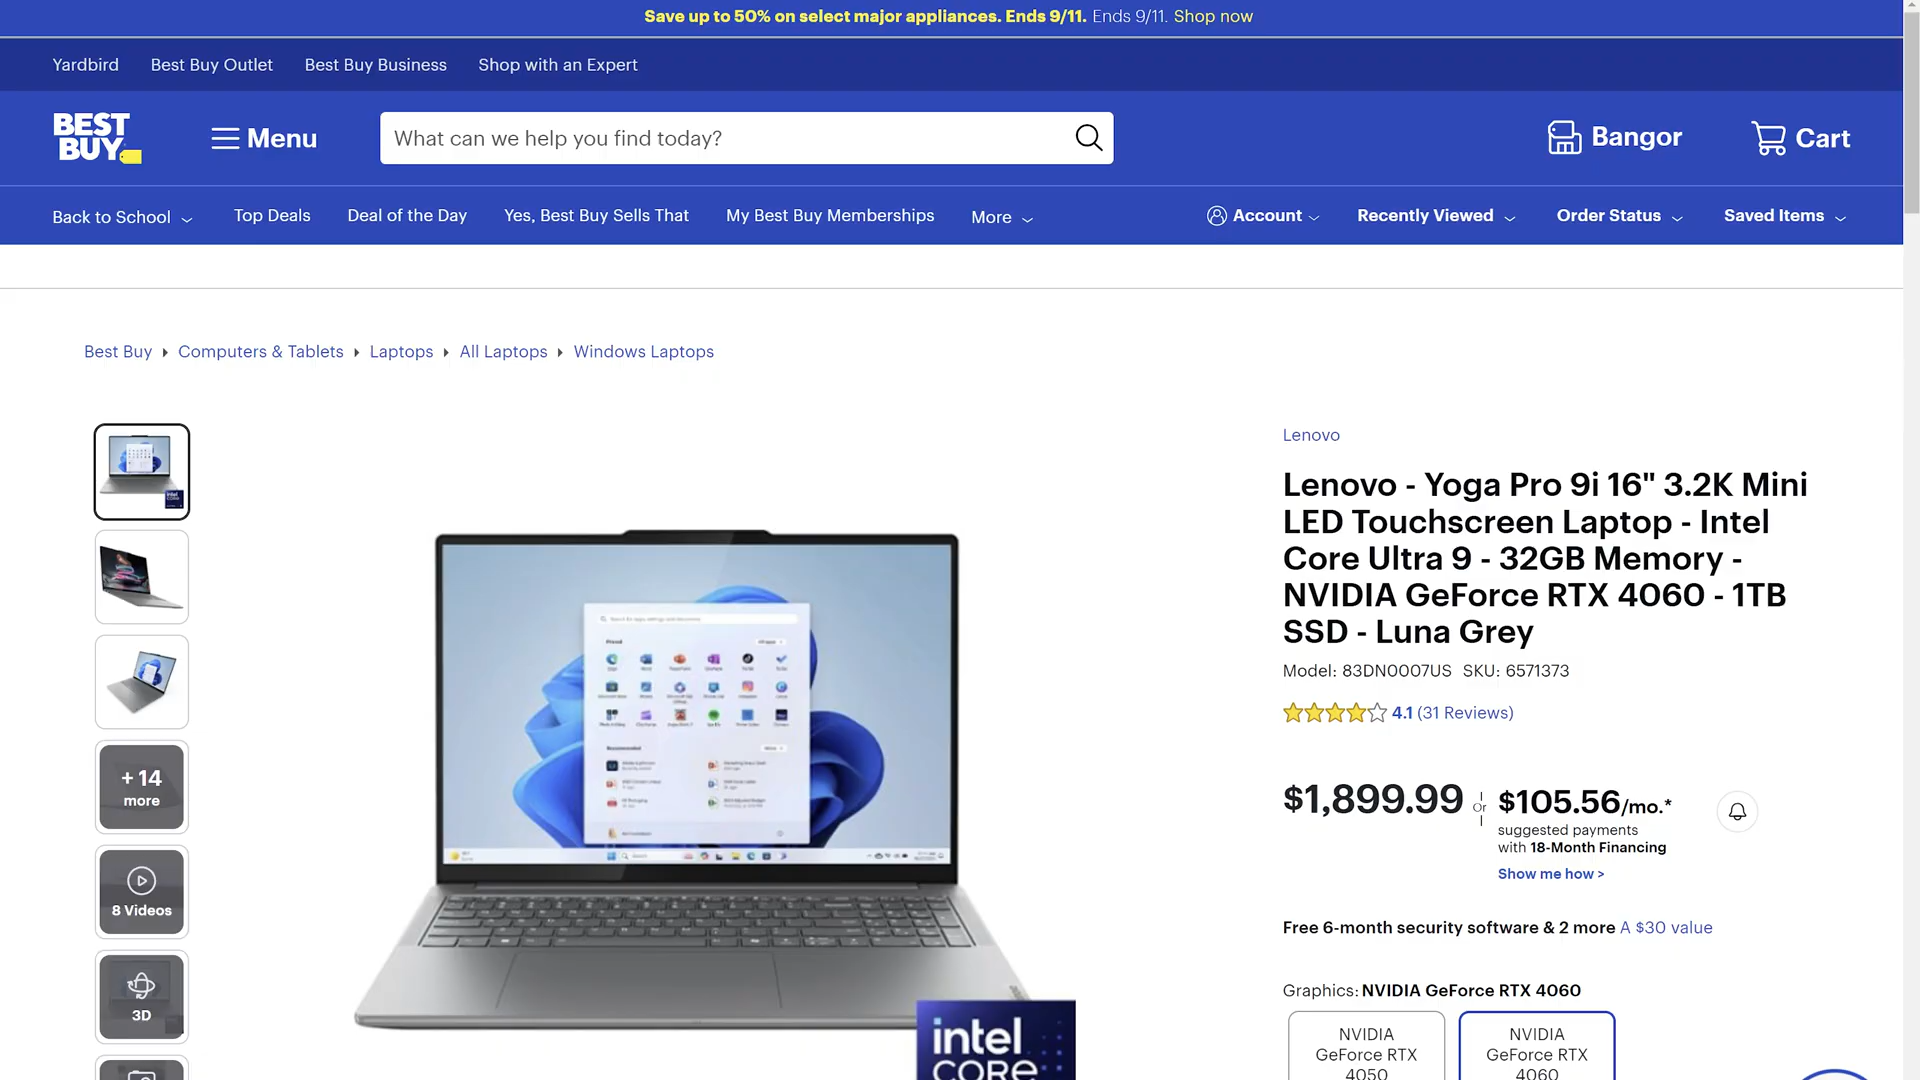 Save up to 50% on select major appliances. Ends 9/11. Ends 9/11. Shop now
Yardbird Best Buy Outlet Best Buy Business Shop with an Expert
BEST BUY
Menu
What can we help you find today?
Bangor
Cart
Back to School Top Deals Deal of the Day Yes, Best Buy Sells That My Best Buy Memberships More
Account Recently Viewed Order Status Saved Items
Best Buy Computers & Tablets Laptops All Laptops Windows Laptops
+ 14
more
8 Videos
3D
intel
CORE
Lenovo
Lenovo - Yoga Pro 9i 16" 3.2K Mini
LED Touchscreen Laptop - Intel
Core Ultra 9 - 32GB Memory -
NVIDIA GeForce RTX 4060 - 1TB
SSD - Luna Grey
Model: 83DN0007US SKU: 6571373
4.1 (31 Reviews)
$1,899.99 Or $105.56/mo.*
suggested payments
with 18-Month Financing
Show me how >
Free 6-month security software & 2 more A $30 value
Graphics: NVIDIA GeForce RTX 4060
NVIDIA
GeForce RTX
4050
NVIDIA
GeForce RTX
4060